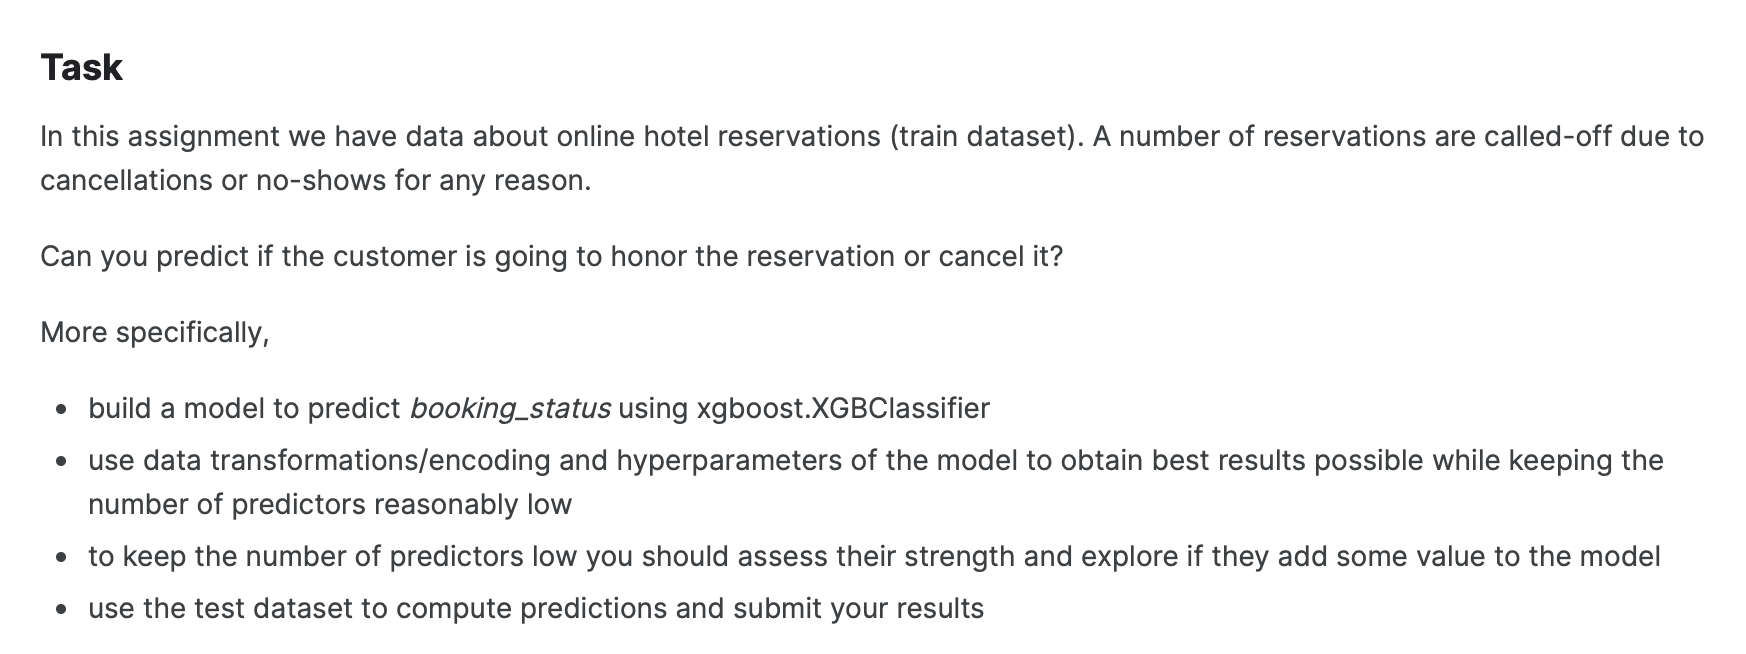 Task
In this assignment we have data about online hotel reservations (train dataset). A number of reservations are called-off due to
cancellations or no-shows for any reason.
Can you predict if the customer is going to honor the reservation or cancel it?
More specifically,
• build a model to predict booking_status using xgboost.XGBClassifier
• use data transformations/encoding and hyperparameters of the model to obtain best results possible while keeping the
number of predictors reasonably low
• to keep the number of predictors low you should assess their strength and explore if they add some value to the model
• use the test dataset to compute predictions and submit your results